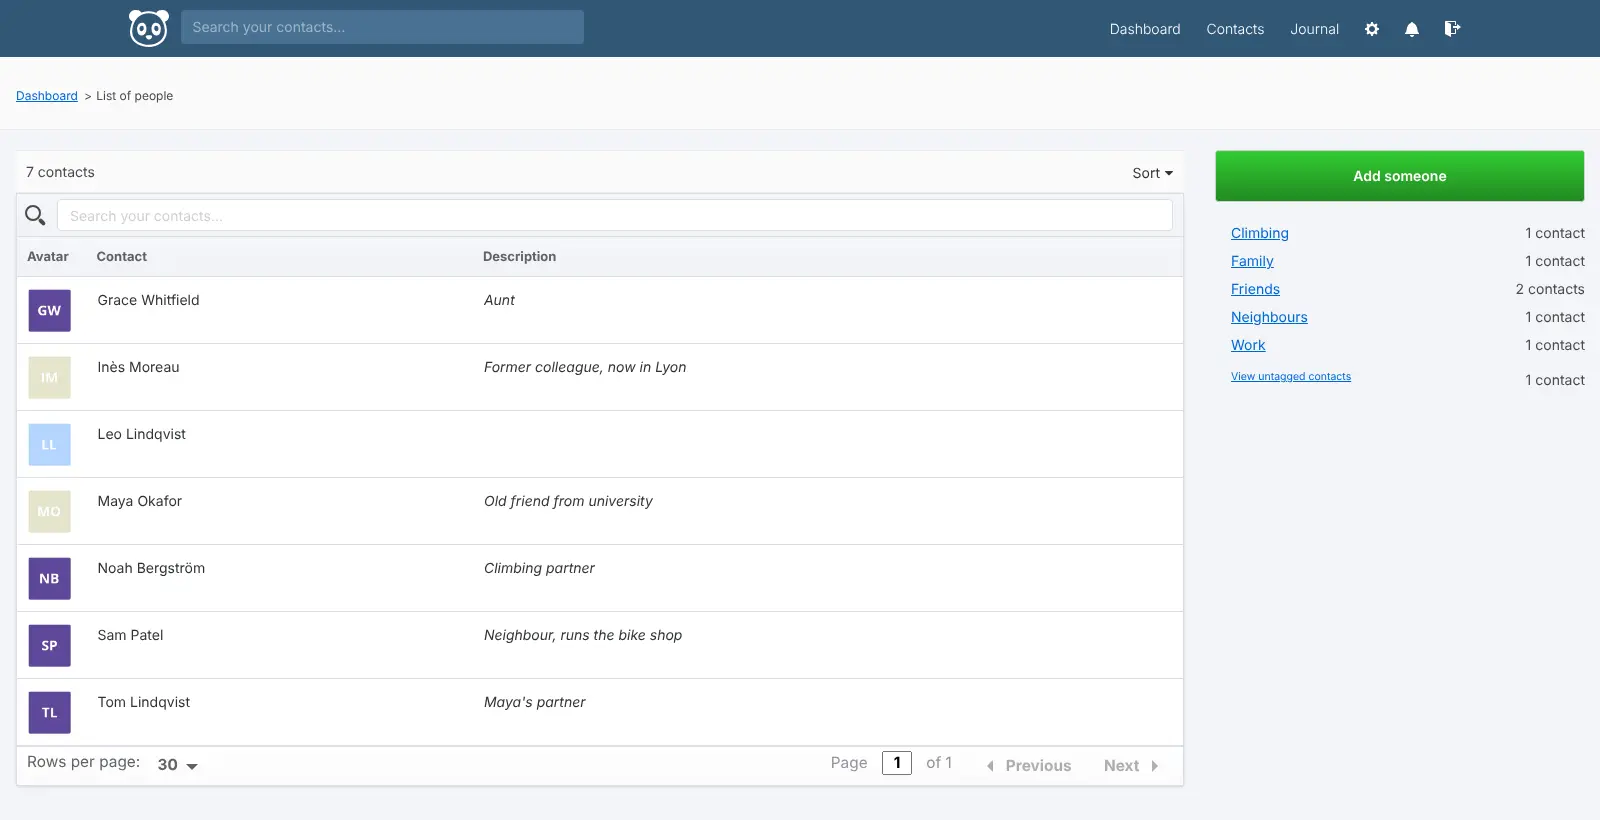 Search your contacts...
Dashboard Contacts Journal
Dashboard > List of people
7 contacts
Sort
Search your contacts...
Avatar Contact Description
GW Grace Whitfield Aunt
IM Inès Moreau Former colleague, now in Lyon
LL Leo Lindqvist
MO Maya Okafor Old friend from university
NB Noah Bergström Climbing partner
SP Sam Patel Neighbour, runs the bike shop
TL Tom Lindqvist Maya's partner
Rows per page: 30 Page 1 of 1 Previous Next
Add someone
Climbing 1 contact
Family 1 contact
Friends 2 contacts
Neighbours 1 contact
Work 1 contact
View untagged contacts 1 contact